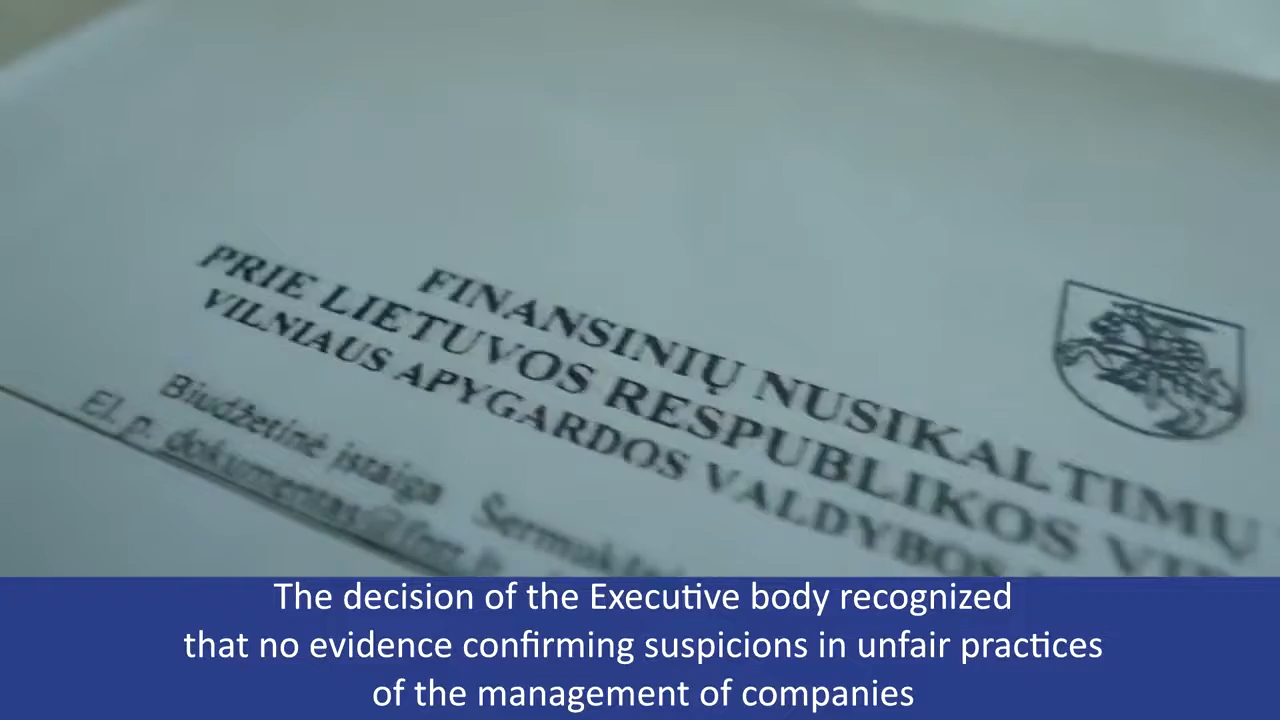 FINANSINIŲ NUSIKALTIMŲ
PRIE LIETUVOS RESPUBLIKOS
VILNIAUS APYGARDOS VALDYBOS
Biudžetinė įstaiga
El. p.
The decision of the Executive body recognized
that no evidence confirming suspicions in unfair practices
of the management of companies